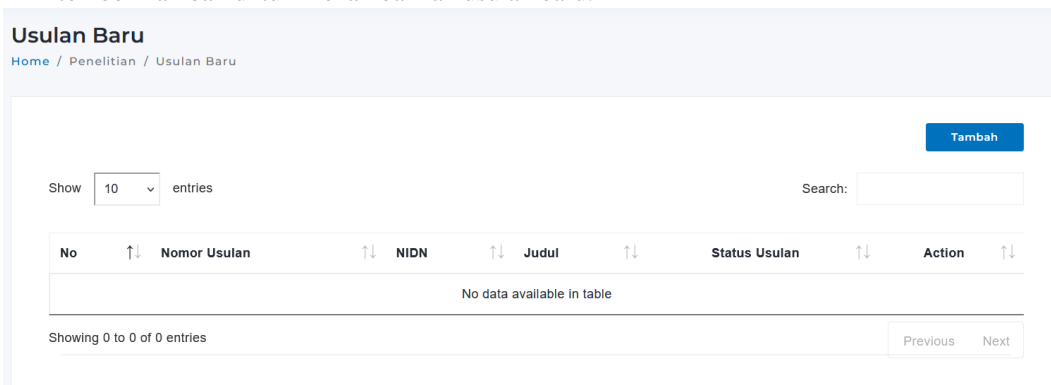 Usulan Baru
Home / Penelitian / Usulan Baru
Tambah
Show 10 entries Search:
No Nomor Usulan NIDN Judul Status Usulan Action
No data available in table
Showing 0 to 0 of 0 entries Previous Next